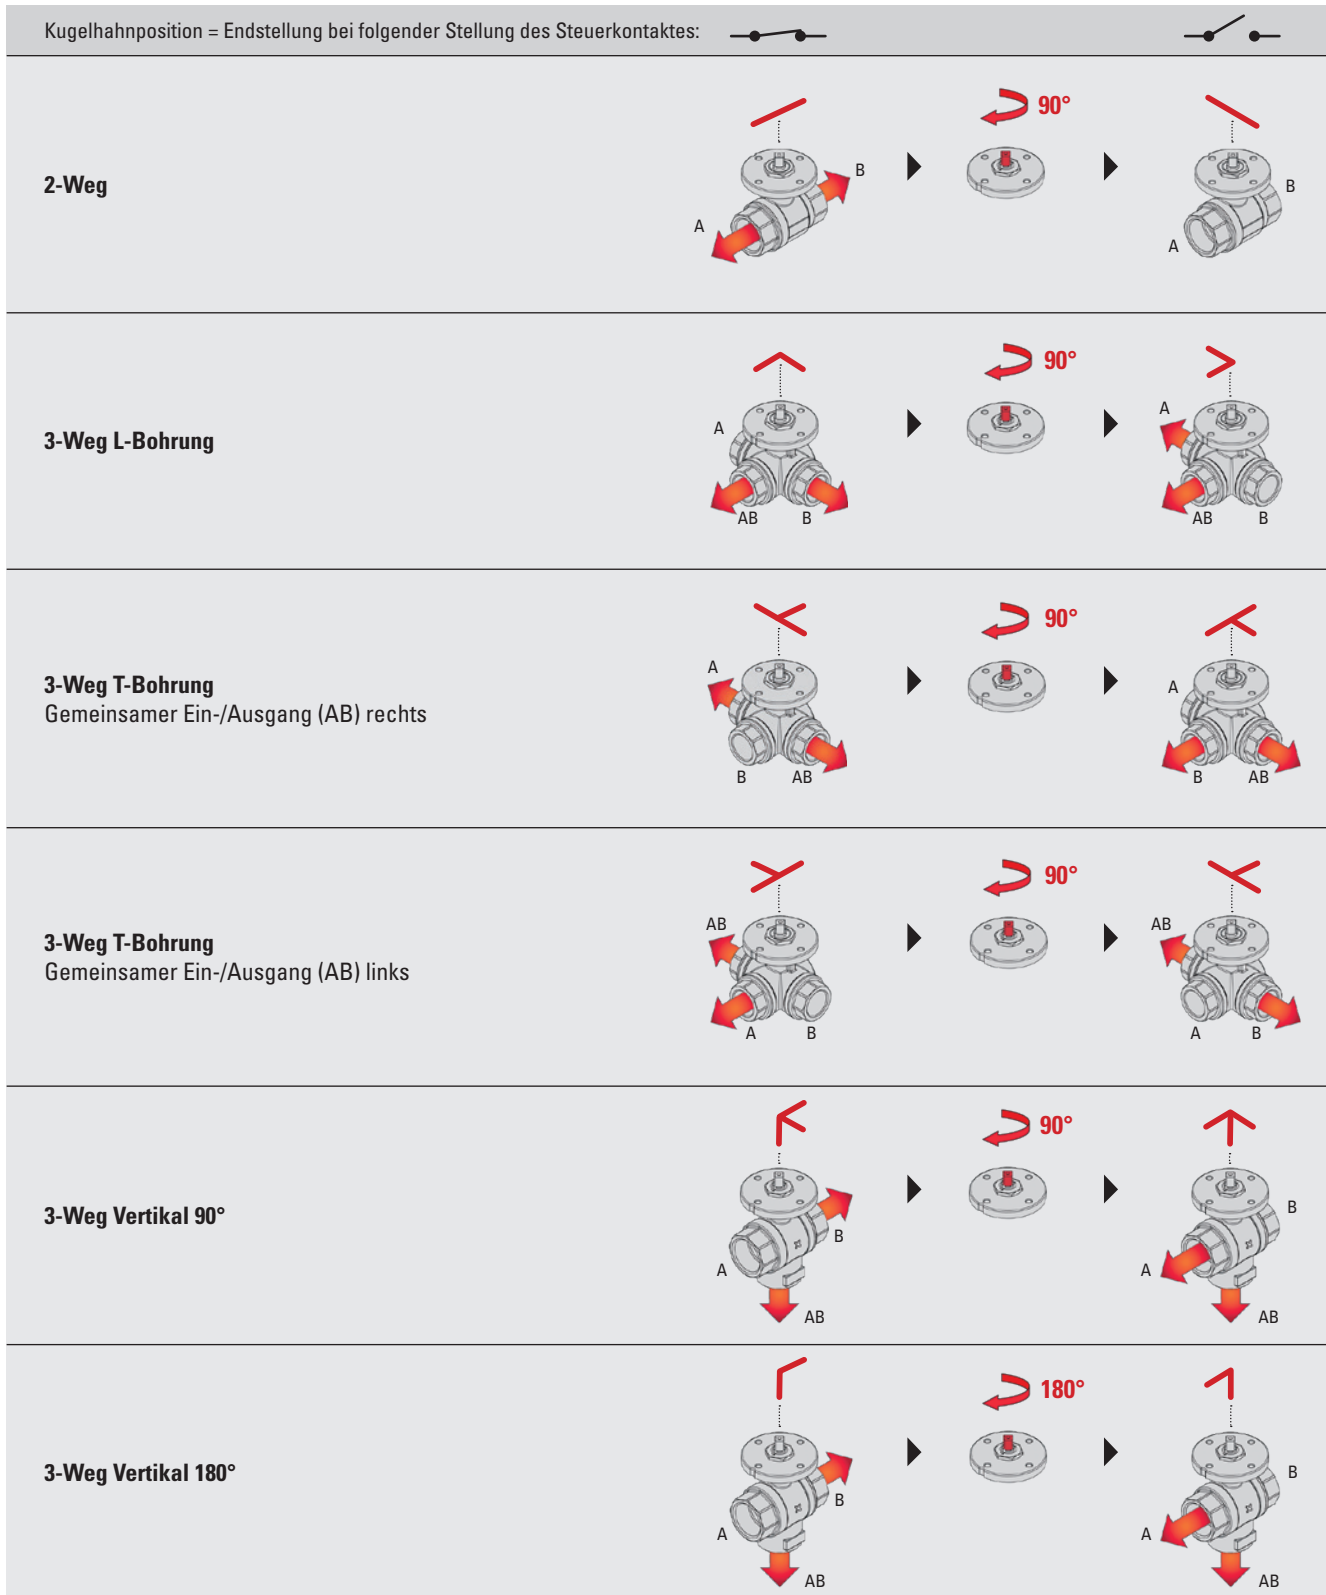 Kugelhahnposition = Endstellung bei folgender Stellung des Steuerkontaktes:
90°
2-Weg
B
A
B
A
90°
3-Weg L-Bohrung
A
AB B
A
AB B
90°
3-Weg T-Bohrung
Gemeinsamer Ein-/Ausgang (AB) rechts
A
B AB
A
B AB
90°
3-Weg T-Bohrung
Gemeinsamer Ein-/Ausgang (AB) links
AB
A B
AB
A B
90°
3-Weg Vertikal 90°
B
A
AB
B
A
AB
180°
3-Weg Vertikal 180°
B
A
AB
B
A
AB